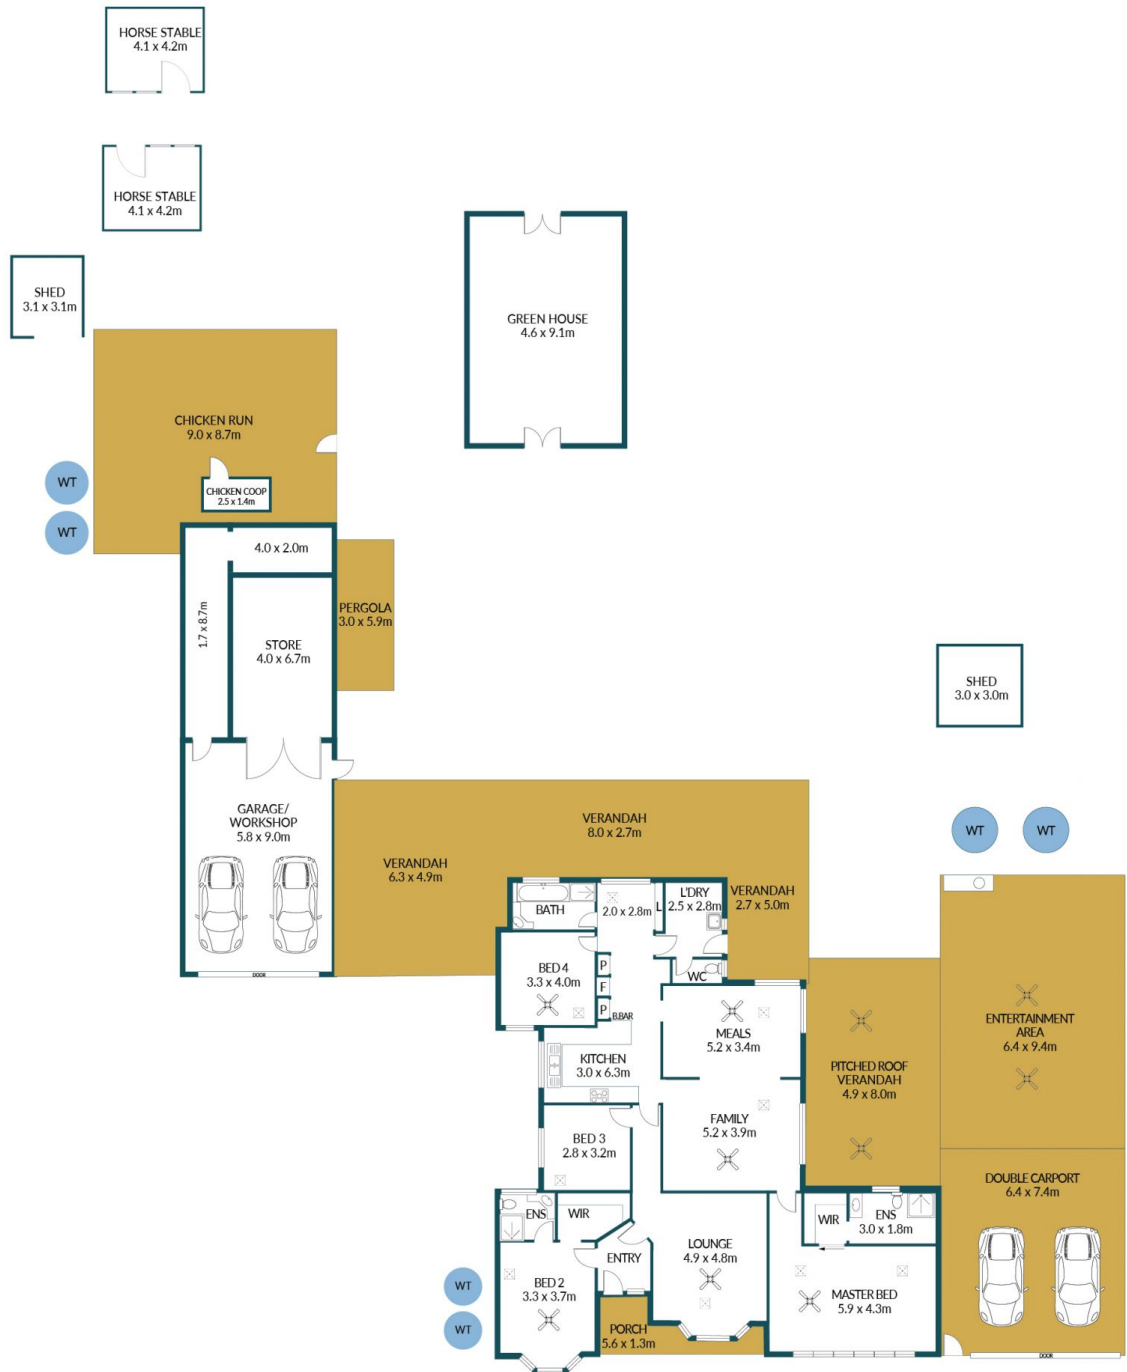 HORSE STABLE
4.1 x 4.2m
HORSE STABLE
4.1 x 4.2m
SHED
3.1 x 3.1m
GREEN HOUSE
4.6 x 9.1m
CHICKEN RUN
9.0 x 8.7m
WT
WT
CHICKEN COOP
2.5 x 1.4m
4.0 x 2.0m
1.7 x 8.7m
STORE
4.0 x 6.7m
PERGOLA
3.0 x 5.9m
SHED
3.0 x 3.0m
GARAGE/
WORKSHOP
5.8 x 9.0m
DOOR
VERANDAH
8.0 x 2.7m
VERANDAH
6.3 x 4.9m
VERANDAH
2.7 x 5.0m
WT
WT
BATH
2.0 x 2.8m
L
L'DRY
2.5 x 2.8m
WC
BED 4
3.3 x 4.0m
P
F
P
B.BAR
MEALS
5.2 x 3.4m
KITCHEN
3.0 x 6.3m
PITCHED ROOF
VERANDAH
4.9 x 8.0m
ENTERTAINMENT
AREA
6.4 x 9.4m
FAMILY
5.2 x 3.9m
BED 3
2.8 x 3.2m
DOUBLE CARPORT
6.4 x 7.4m
ENS
WIR
ENTRY
LOUNGE
4.9 x 4.8m
WIR
ENS
3.0 x 1.8m
BED 2
3.3 x 3.7m
MASTER BED
5.9 x 4.3m
WT
WT
PORCH
5.6 x 1.3m
DOOR